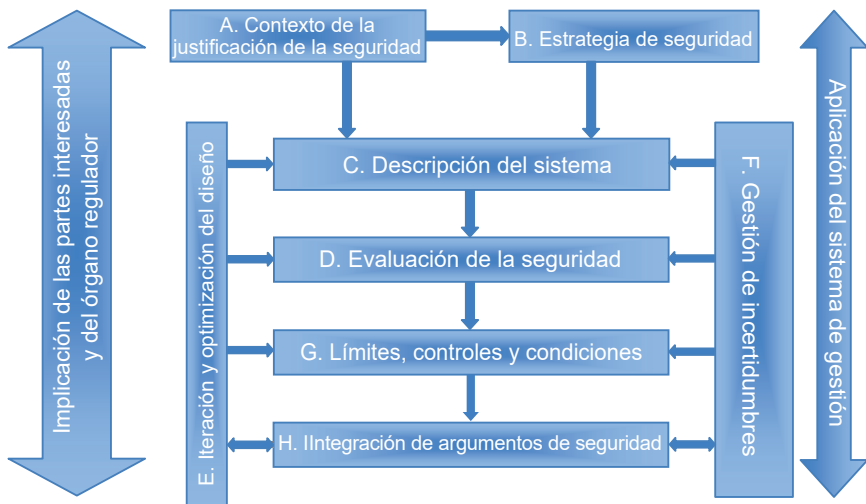 A. Contexto de la
justificación de la seguridad
B. Estrategia de seguridad
Implicación de las partes interesadas
y del órgano regulador
E. Iteración y optimización del diseño
C. Descripción del sistema
D. Evaluación de la seguridad
G. Límites, controles y condiciones
H. IIntegración de argumentos de seguridad
F. Gestión de incertidumbres
Aplicación del sistema de gestión